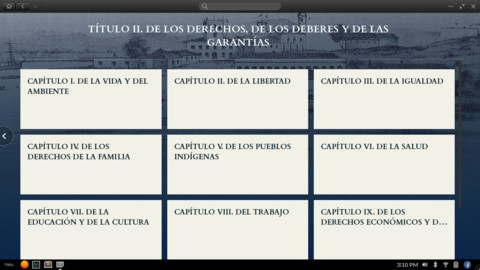 TÍTULO II. DE LOS DERECHOS, DE LOS DEBERES Y DE LAS
GARANTÍAS
CAPÍTULO I. DE LA VIDA Y DEL
AMBIENTE
CAPÍTULO II. DE LA LIBERTAD
CAPÍTULO III. DE LA IGUALDAD
CAPÍTULO IV. DE LOS
DERECHOS DE LA FAMILIA
CAPÍTULO V. DE LOS PUEBLOS
INDÍGENAS
CAPÍTULO VI. DE LA SALUD
CAPÍTULO VII. DE LA
EDUCACIÓN Y DE LA CULTURA
CAPÍTULO VIII. DEL TRABAJO
CAPÍTULO IX. DE LOS
DERECHOS ECONÓMICOS Y D...
3:10 PM